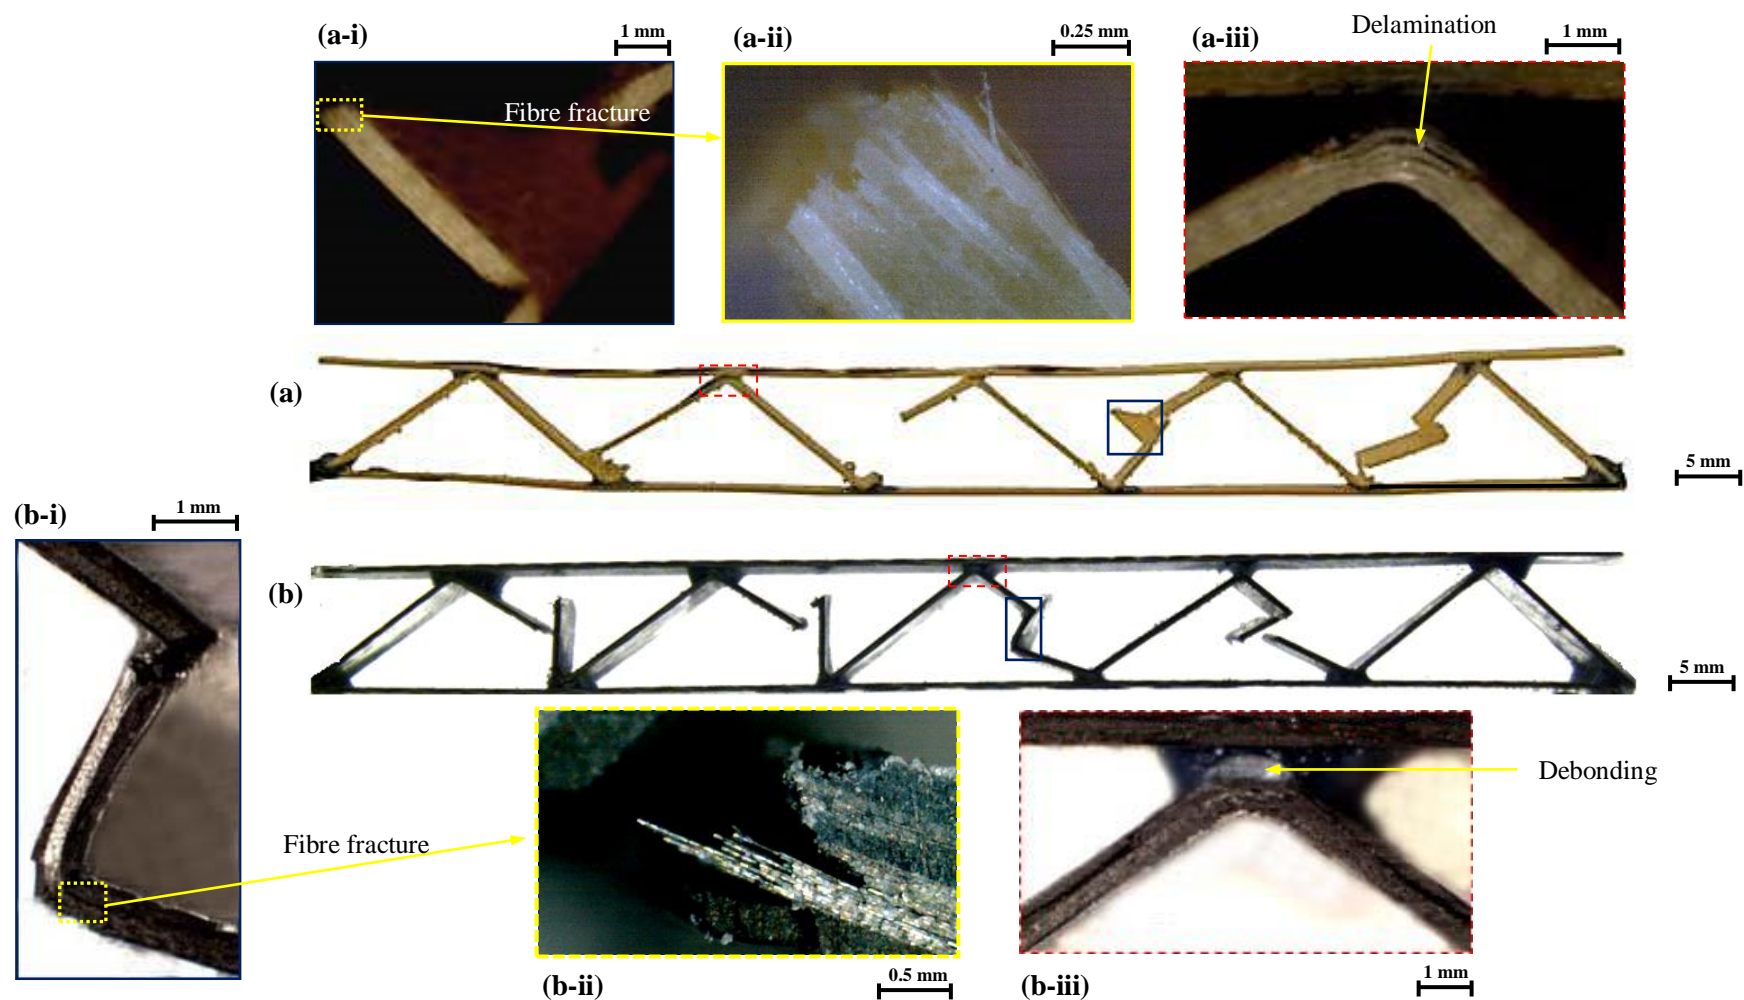 (a-i)
1 mm
(a-ii)
0.25 mm
(a-iii)
Delamination
1 mm
Fibre fracture
(a)
5 mm
(b-i)
1 mm
(b)
5 mm
Debonding
Fibre fracture
(b-ii)
0.5 mm
(b-iii)
1 mm